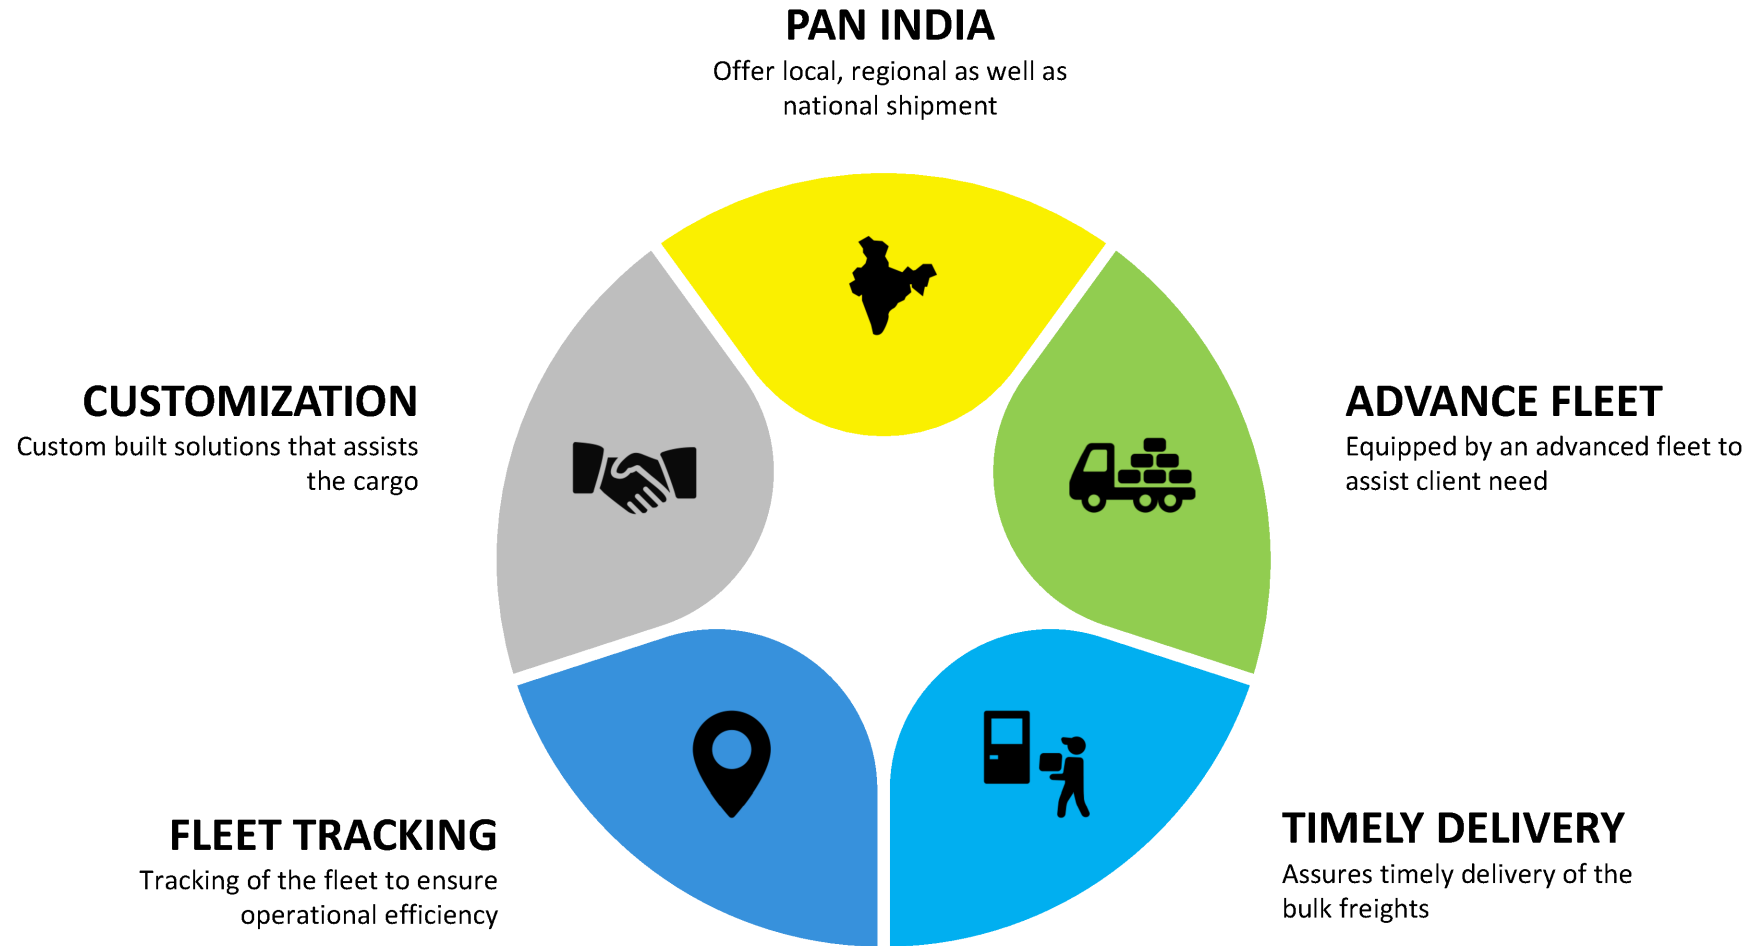 PAN INDIA
Offer local, regional as well as
national shipment
CUSTOMIZATION
Custom built solutions that assists
the cargo
ADVANCE FLEET
Equipped by an advanced fleet to
assist client need
FLEET TRACKING
Tracking of the fleet to ensure
operational efficiency
TIMELY DELIVERY
Assures timely delivery of the
bulk freights